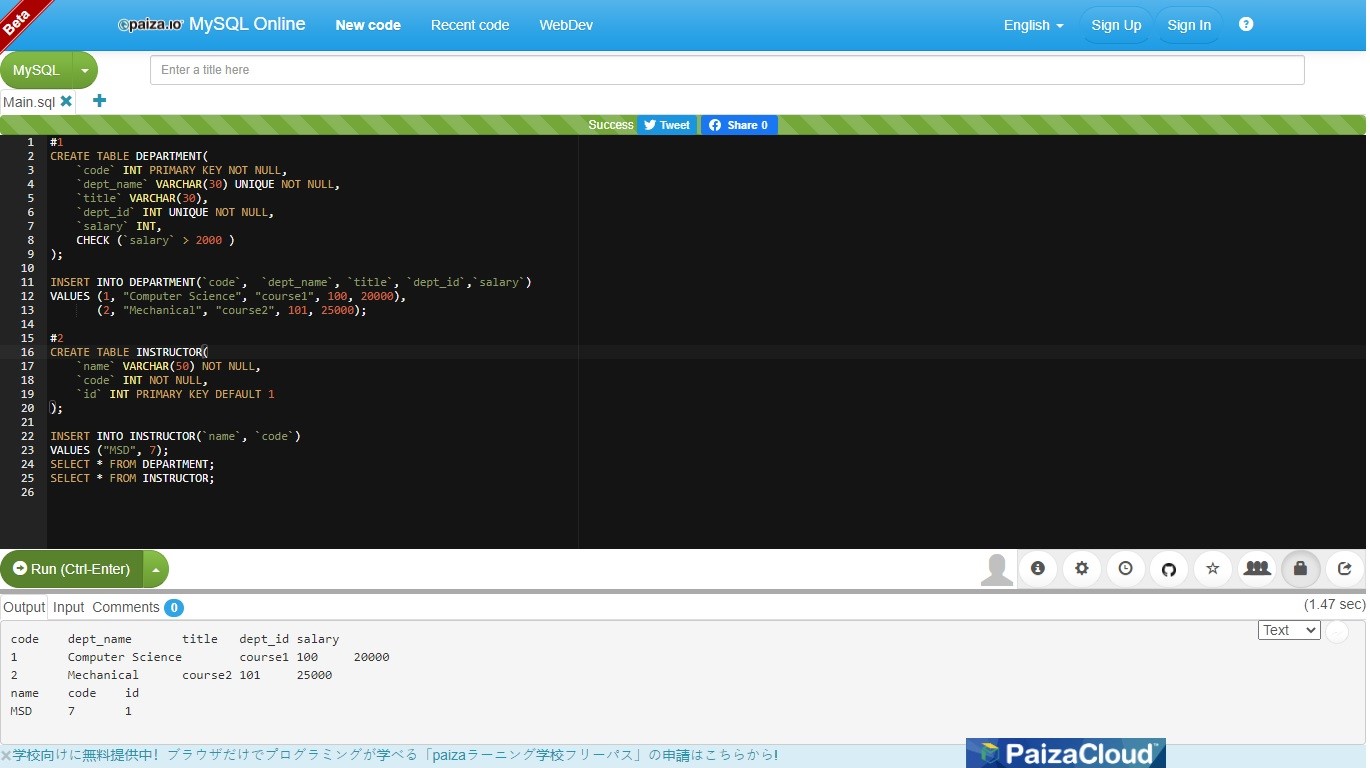 Beta
paiza.IO MySQL Online New code Recent code WebDev English Sign Up Sign In ?
MySQL Enter a title here
Main.sql
Success Tweet Share 0
1 #1
2 CREATE TABLE DEPARTMENT(
3 `code` INT PRIMARY KEY NOT NULL,
4 `dept_name` VARCHAR(30) UNIQUE NOT NULL,
5 `title` VARCHAR(30),
6 `dept_id` INT UNIQUE NOT NULL,
7 `salary` INT,
8 CHECK (`salary` > 2000 )
9 );
10
11 INSERT INTO DEPARTMENT(`code`,  `dept_name`, `title`, `dept_id`,`salary`)
12 VALUES (1, "Computer Science", "course1", 100, 20000),
13 (2, "Mechanical", "course2", 101, 25000);
14
15 #2
16 CREATE TABLE INSTRUCTOR(
17 `name` VARCHAR(50) NOT NULL,
18 `code` INT NOT NULL,
19 `id` INT PRIMARY KEY DEFAULT 1
20 );
21
22 INSERT INTO INSTRUCTOR(`name`, `code`)
23 VALUES ("MSD", 7);
24 SELECT * FROM DEPARTMENT;
25 SELECT * FROM INSTRUCTOR;
26
Run (Ctrl-Enter)
Output Input Comments 0 (1.47 sec)
Text
code dept_name title dept_id salary
1 Computer Science course1 100 20000
2 Mechanical course2 101 25000
name code id
MSD 7 1
×学校向けに無料提供中! ブラウザだけでプログラミングが学べる「paizaラーニング学校フリーパス」の申請はこちらから!
PaizaCloud